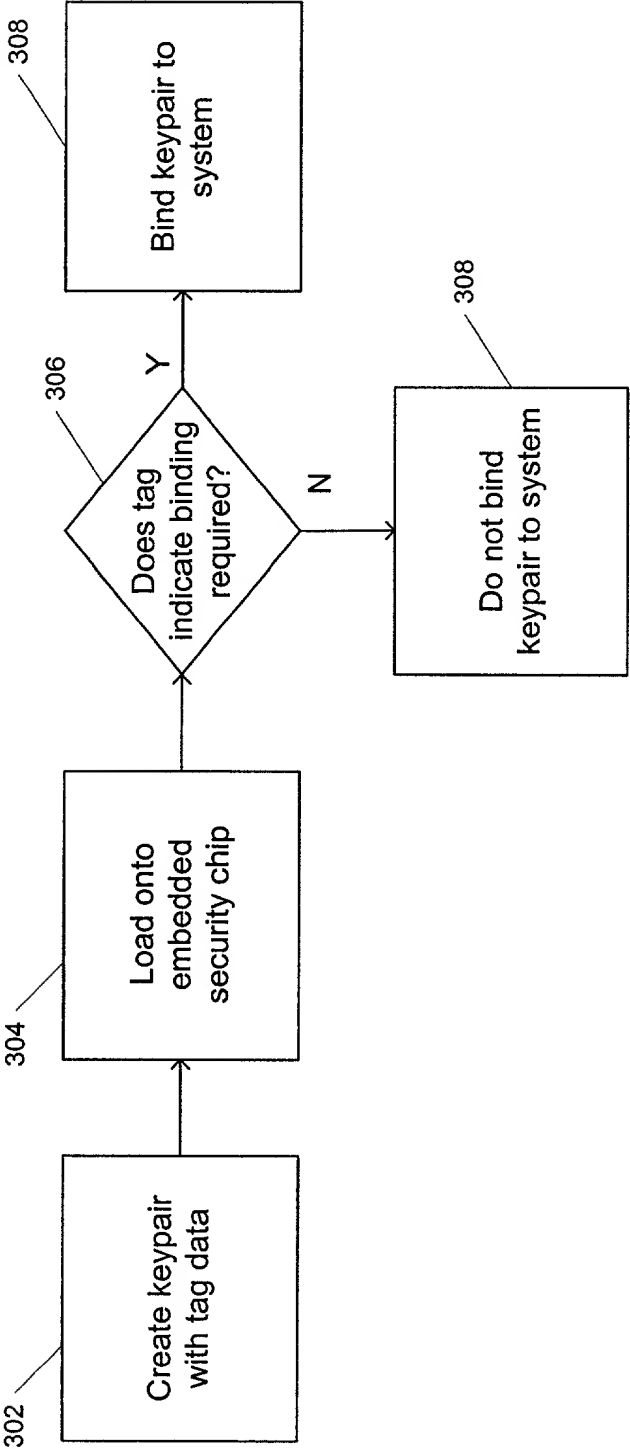 302
Create keypair
with tag data
304
Load onto
embedded
security chip
306
Does tag
indicate binding
required?
Y
308
Bind keypair to
system
N
308
Do not bind
keypair to system